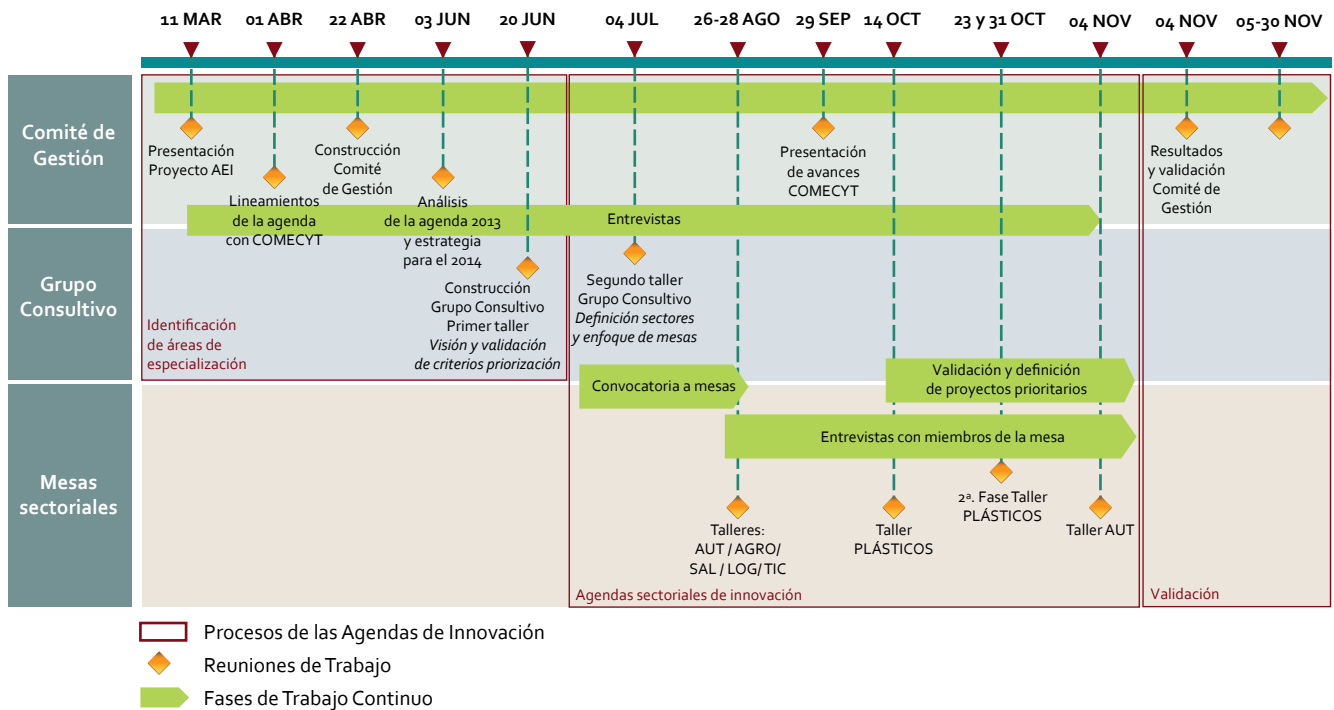 11 MAR
01 ABR
22 ABR
03 JUN
20 JUN
04 JUL
26-28 AGO
29 SEP
14 OCT
23 y 31 OCT
04 NOV
04 NOV
05-30 NOV
Comité de
Gestión
Presentación
Proyecto AEI
Lineamientos
de la agenda
con COMECYT
Construcción
Comité
de Gestión
Análisis
de la agenda 2013
y estrategia
para el 2014
Presentación
de avances
COMECYT
Resultados
y validación
Comité de
Gestión
Entrevistas
Grupo
Consultivo
Identificación
de áreas de
especialización
Construcción
Grupo Consultivo
Primer taller
Visión y validación
de criterios priorización
Segundo taller
Grupo Consultivo
Definición sectores
y enfoque de mesas
Convocatoria a mesas
Validación y definición
de proyectos prioritarios
Entrevistas con miembros de la mesa
Mesas
sectoriales
Talleres:
AUT / AGRO/
SAL / LOG/ TIC
Taller
PLÁSTICOS
2ª. Fase Taller
PLÁSTICOS
Taller AUT
Agendas sectoriales de innovación
Validación
Procesos de las Agendas de Innovación
Reuniones de Trabajo
Fases de Trabajo Continuo